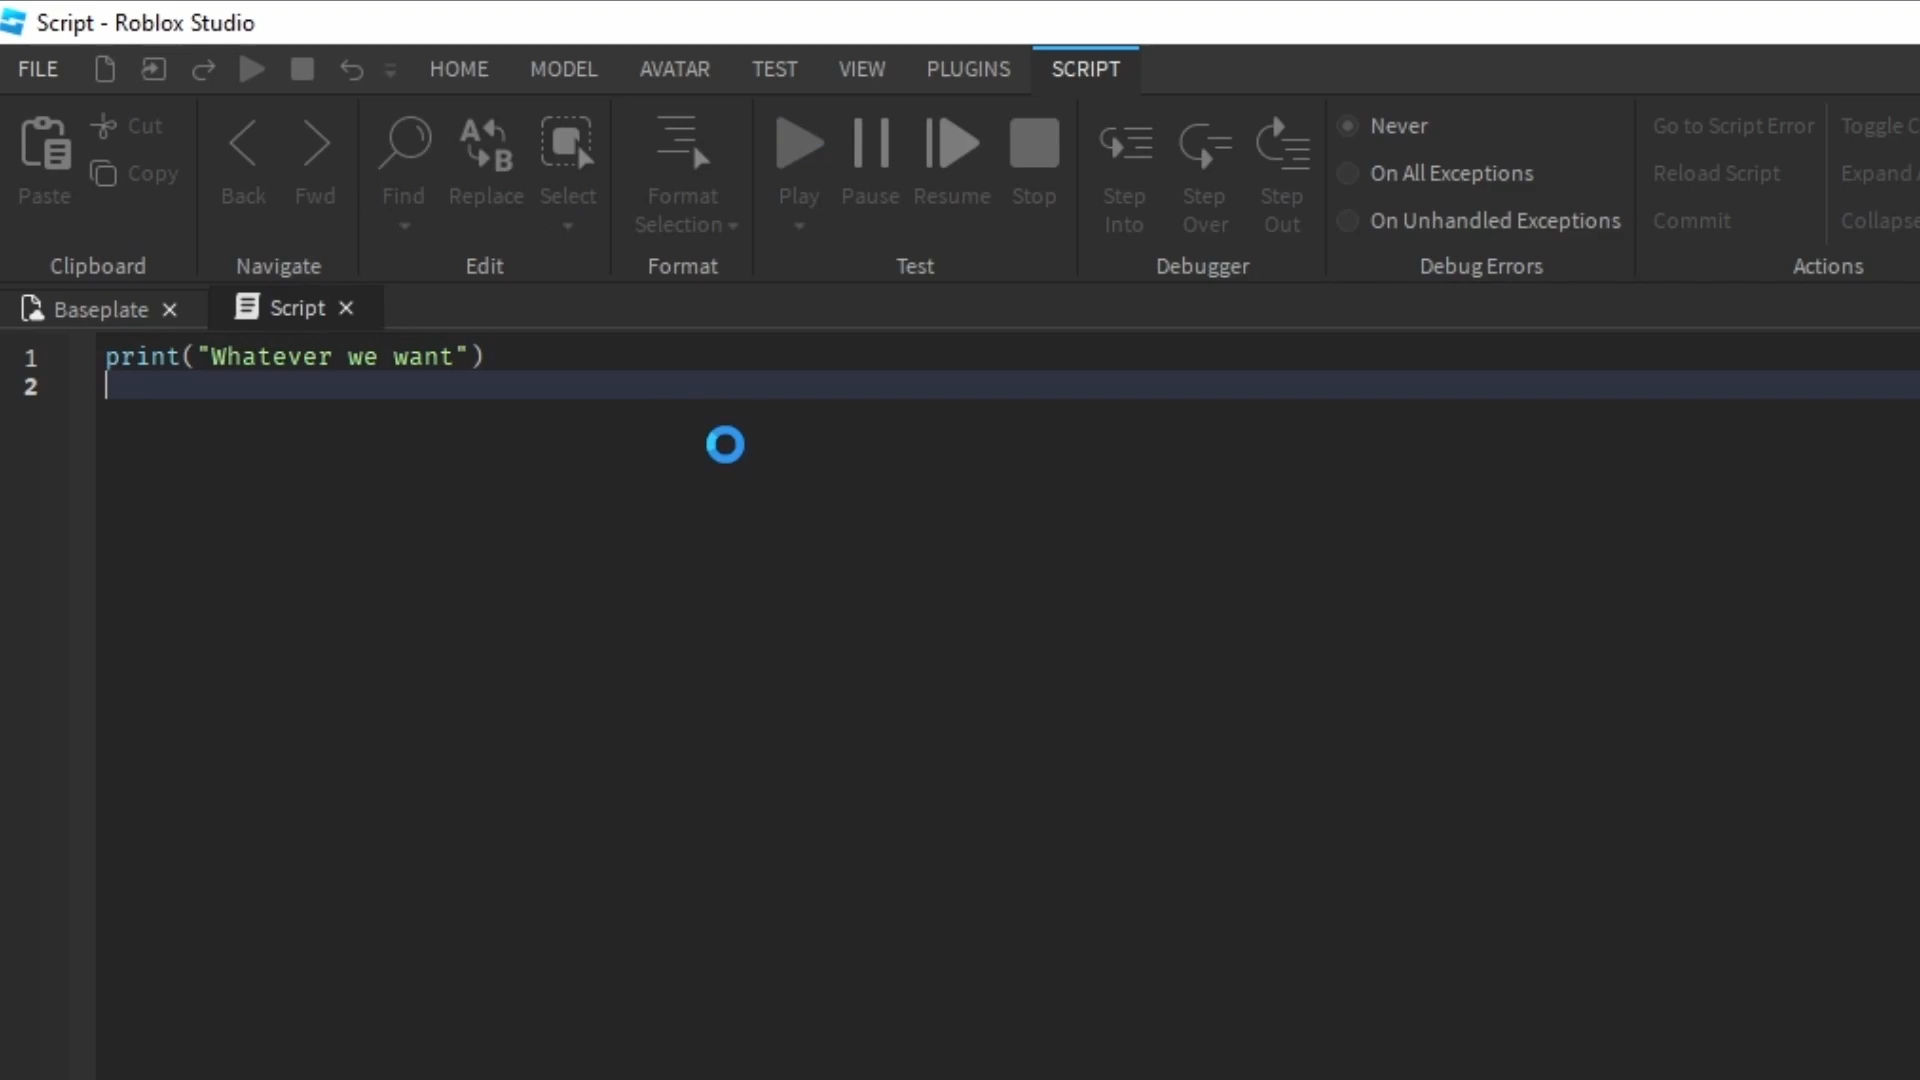 Script - Roblox Studio
FILE HOME MODEL AVATAR TEST VIEW PLUGINS SCRIPT
Paste Cut Copy Back Fwd Find Replace Select Format Selection Play Pause Resume Stop Step Into Step Over Step Out
Never
On All Exceptions
On Unhandled Exceptions
Go to Script Error
Reload Script
Commit
Toggle C
Expand A
Collapse
Clipboard Navigate Edit Format Test Debugger Debug Errors Actions
Baseplate Script
1 print("Whatever we want")
2